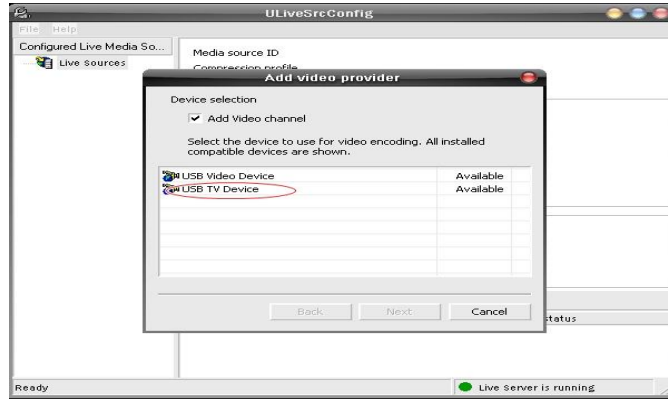 ULiveSrcConfig
File Help
Configured Live Media So...
Live Sources
Media source ID
Compression profile
Add video provider
Device selection
Add Video channel
Select the device to use for video encoding. All installed
compatible devices are shown.
USB Video Device Available
USB TV Device Available
Back Next Cancel
status
Ready Live Server is running